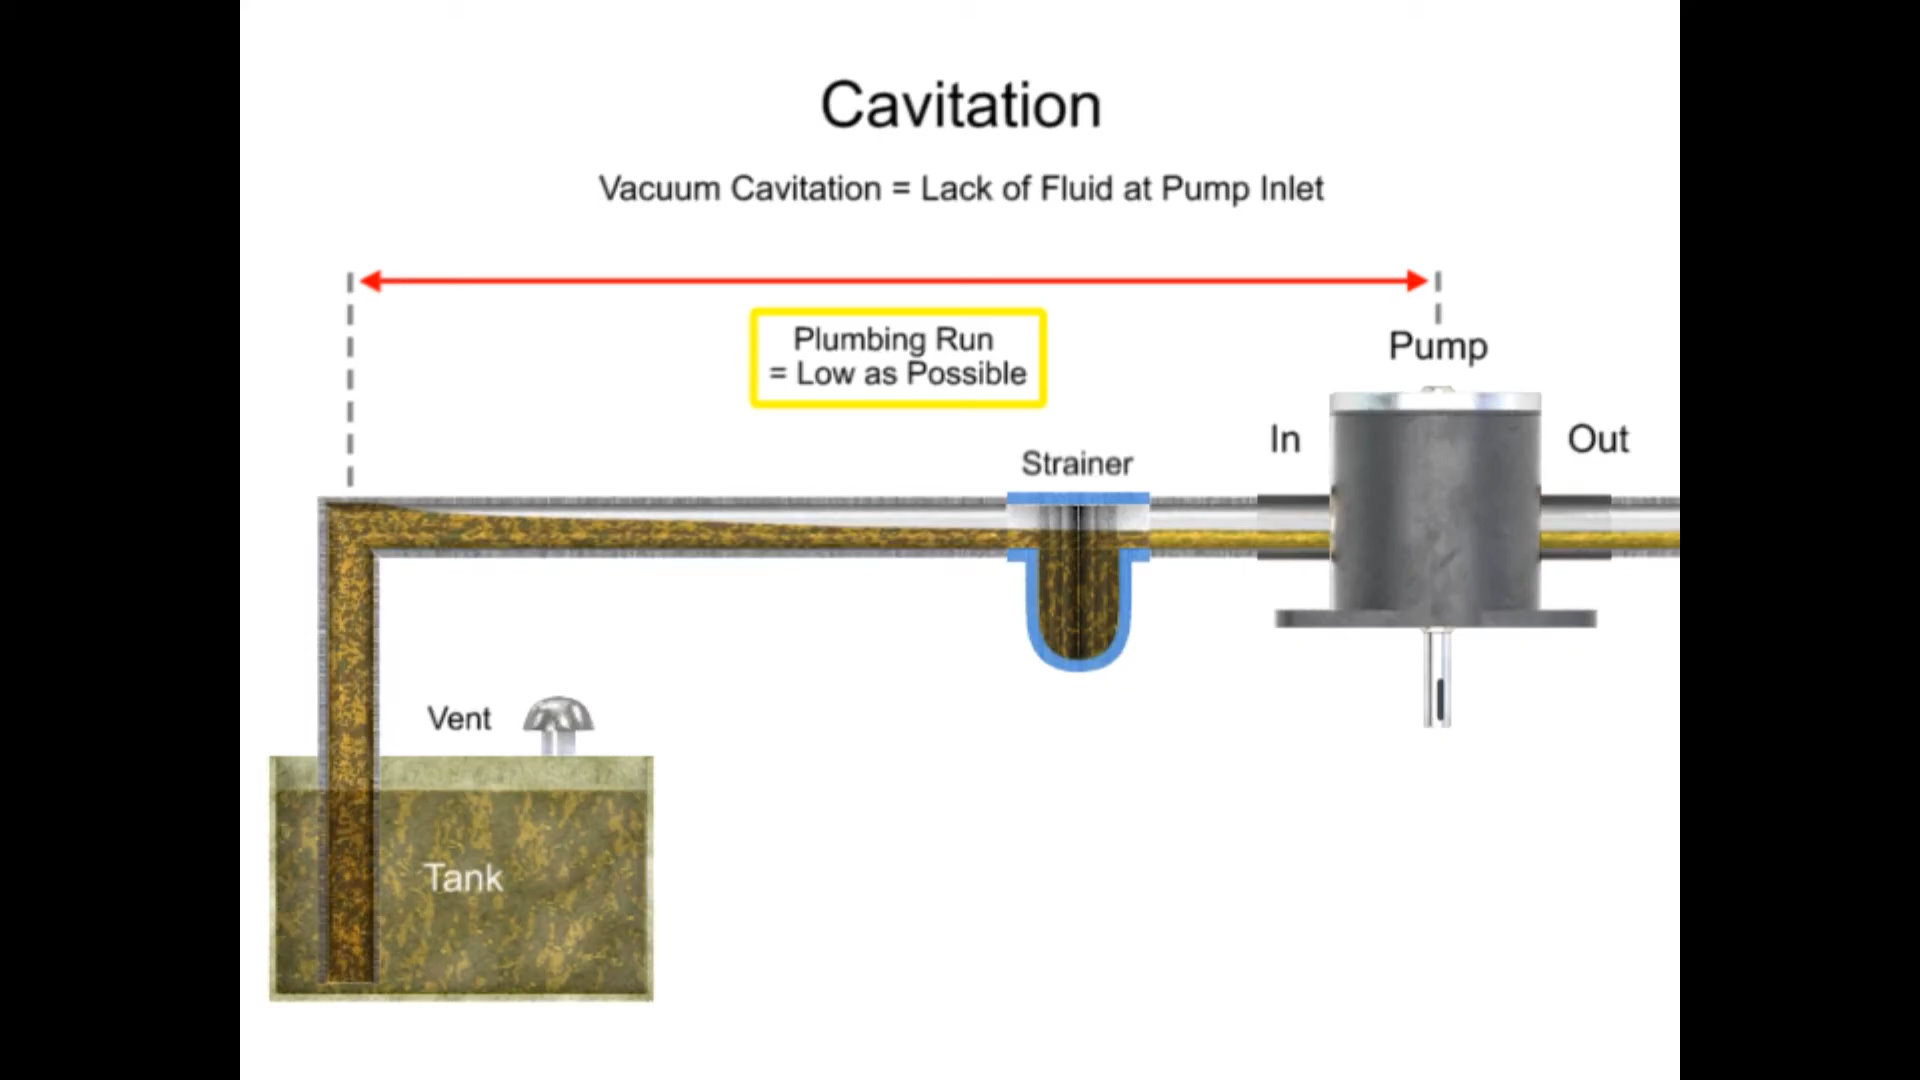 Cavitation
Vacuum Cavitation = Lack of Fluid at Pump Inlet
Plumbing Run
= Low as Possible
Pump
In
Out
Strainer
Vent
Tank